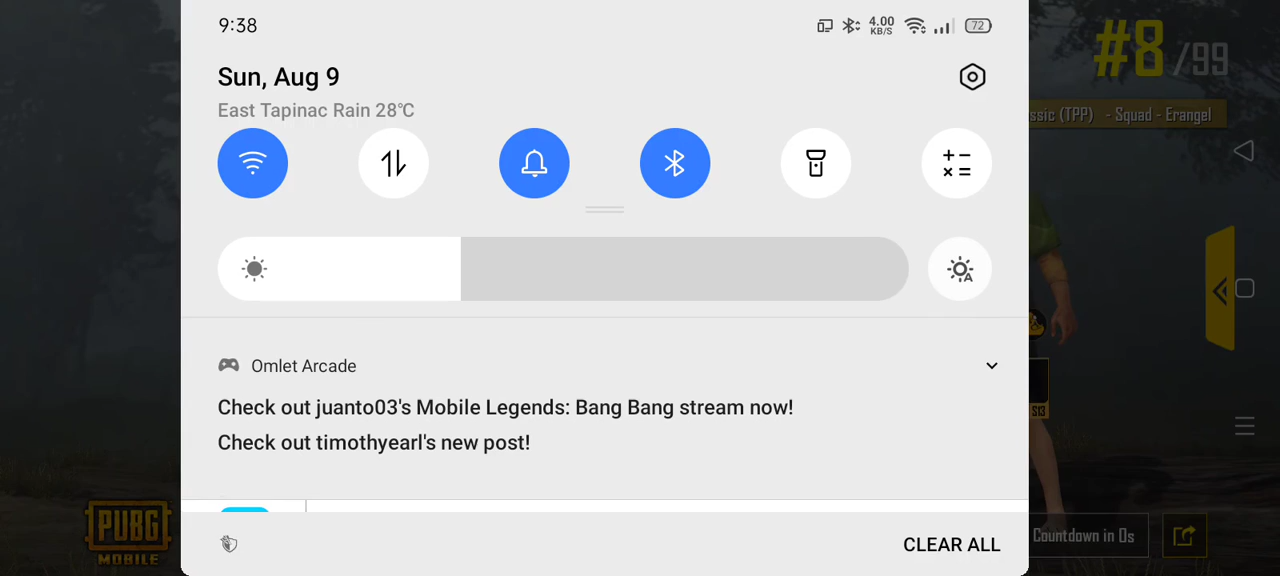 9:38
4.00
KB/S
72
#8/99
Sun, Aug 9
East Tapinac Rain 28℃
ssic (TPP) - Squad - Erangel
A
Omlet Arcade
Check out juanto03's Mobile Legends: Bang Bang stream now!
Check out timothyearl's new post!
S13
PUBG
MOBILE
Countdown in 0s
CLEAR ALL